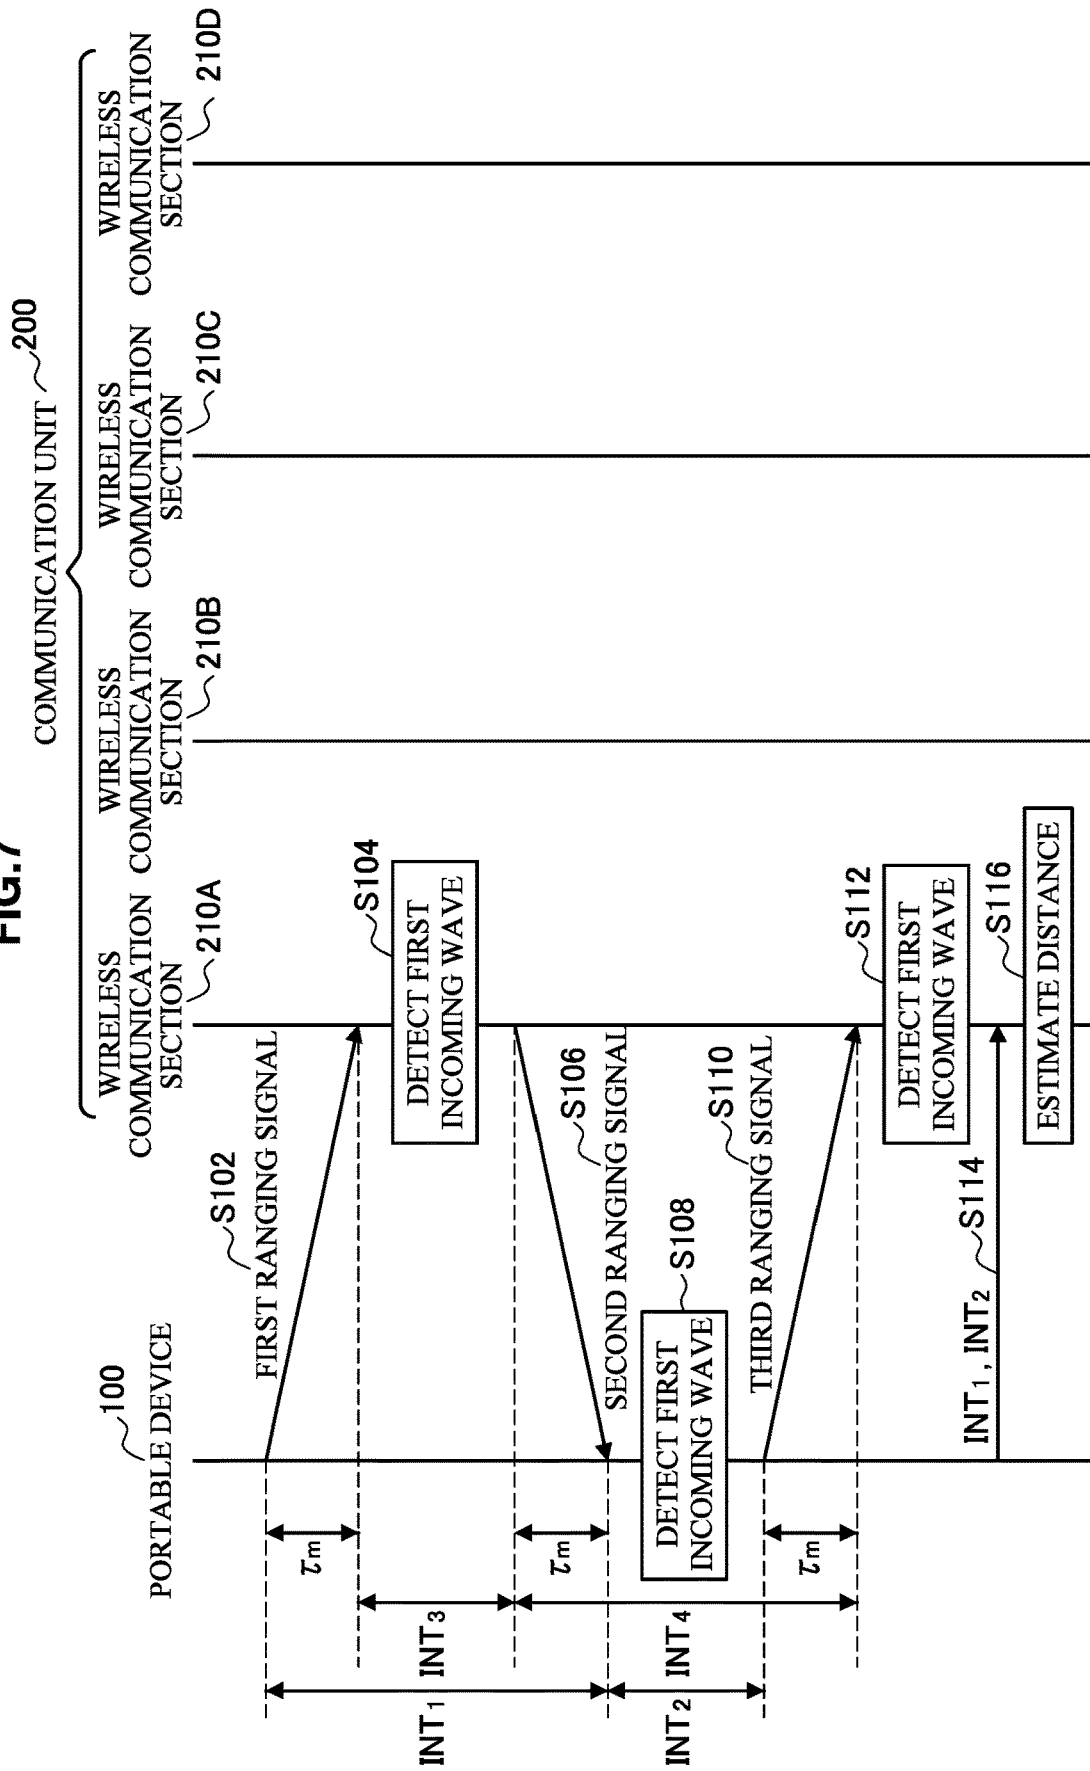 FIG.7
COMMUNICATION UNIT 200
PORTABLE DEVICE
100
WIRELESS
COMMUNICATION
SECTION
210A
WIRELESS
COMMUNICATION
SECTION
210B
WIRELESS
COMMUNICATION
SECTION
210C
WIRELESS
COMMUNICATION
SECTION
210D
S102
FIRST RANGING SIGNAL
τm
S104
DETECT FIRST
INCOMING WAVE
INT3
INT1
S106
SECOND RANGING SIGNAL
τm
S108
DETECT FIRST
INCOMING WAVE
INT4
INT2
S110
THIRD RANGING SIGNAL
τm
S112
DETECT FIRST
INCOMING WAVE
INT1, INT2
S114
S116
ESTIMATE DISTANCE